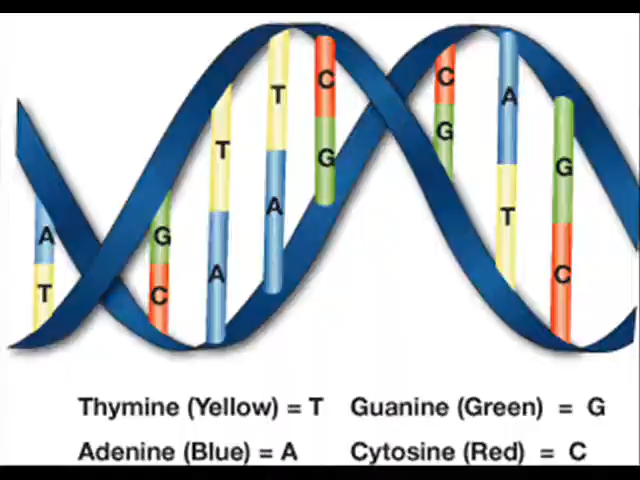 A T G C T A T A C G C G A T G C
Thymine (Yellow) = T Guanine (Green) = G
Adenine (Blue) = A Cytosine (Red) = C